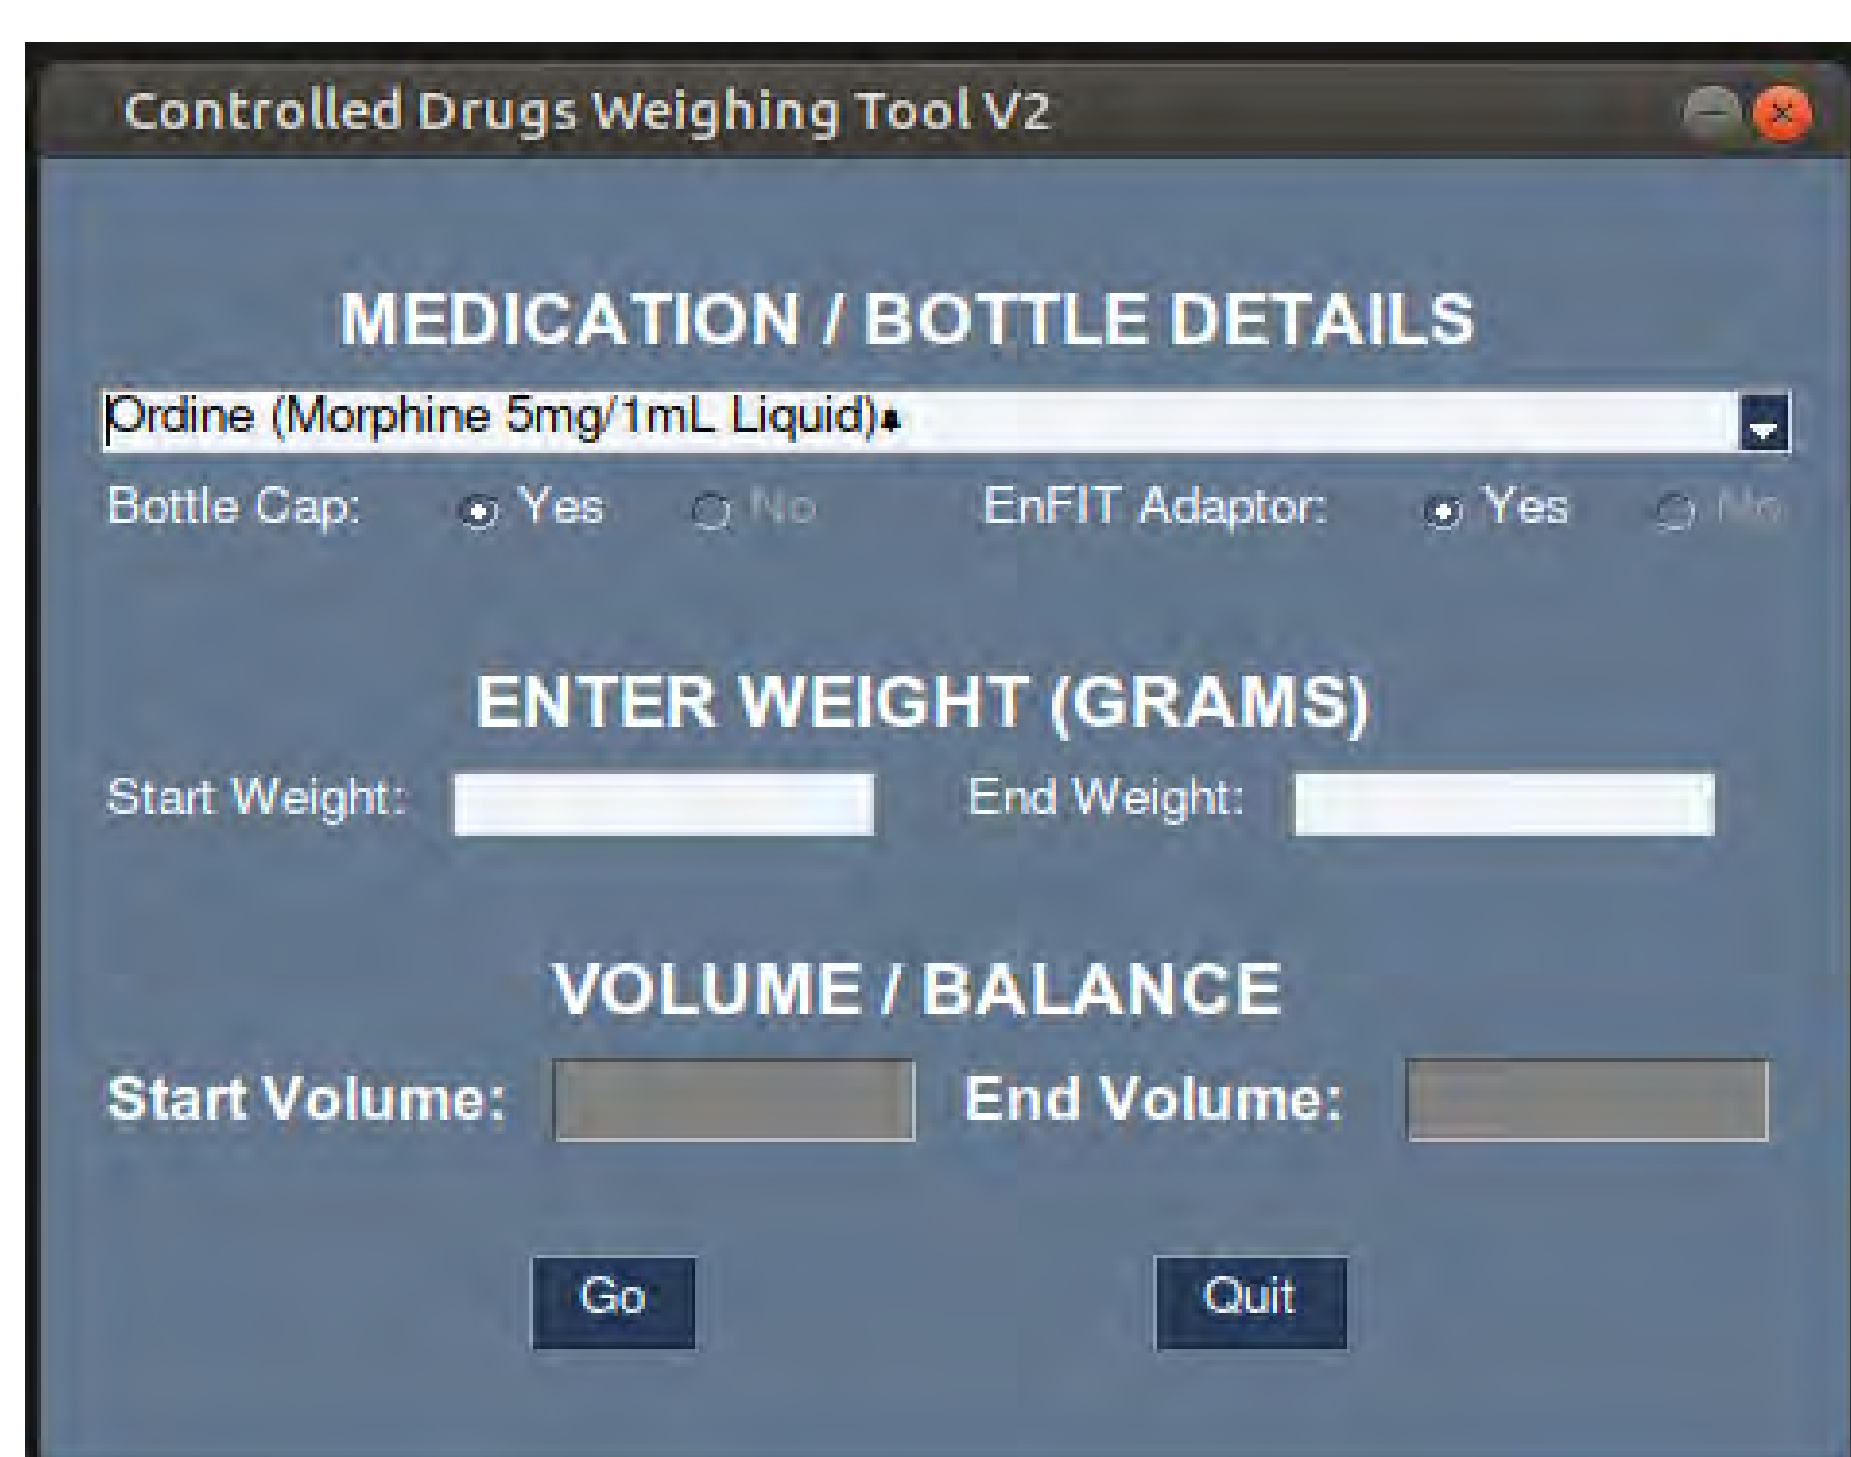 Controlled Drugs Weighing Tool V2
MEDICATION / BOTTLE DETAILS
Ordine (Morphine 5mg/1mL Liquid)
Bottle Cap: Yes No EnFIT Adaptor: Yes No
ENTER WEIGHT (GRAMS)
Start Weight: End Weight:
VOLUME / BALANCE
Start Volume: End Volume:
Go Quit